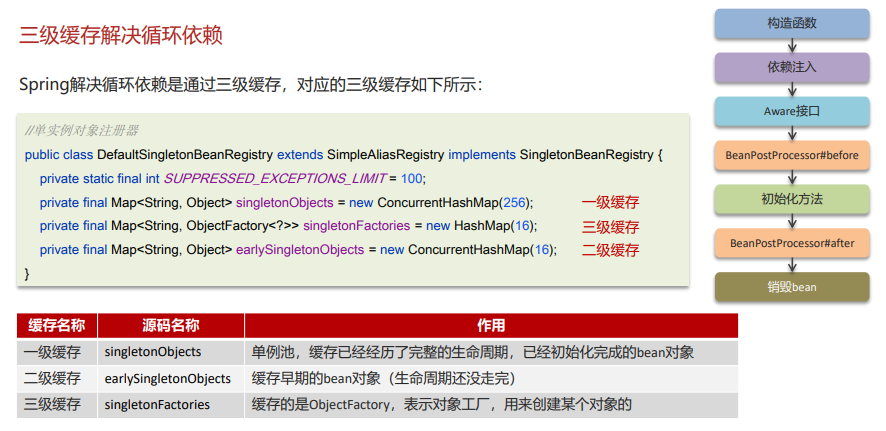 三级缓存解决循环依赖
Spring解决循环依赖是通过三级缓存，对应的三级缓存如下所示：
//单实例对象注册器
public class DefaultSingletonBeanRegistry extends SimpleAliasRegistry implements SingletonBeanRegistry {
private static final int SUPPRESSED_EXCEPTIONS_LIMIT = 100;
private final Map<String, Object> singletonObjects = new ConcurrentHashMap(256); 一级缓存
private final Map<String, ObjectFactory<?>> singletonFactories = new HashMap(16); 三级缓存
private final Map<String, Object> earlySingletonObjects = new ConcurrentHashMap(16); 二级缓存
}
缓存名称 源码名称 作用
一级缓存 singletonObjects 单例池，缓存已经经历了完整的生命周期，已经初始化完成的bean对象
二级缓存 earlySingletonObjects 缓存早期的bean对象（生命周期还没走完）
三级缓存 singletonFactories 缓存的是ObjectFactory，表示对象工厂，用来创建某个对象的
构造函数
依赖注入
Aware接口
BeanPostProcessor#before
初始化方法
BeanPostProcessor#after
销毁bean